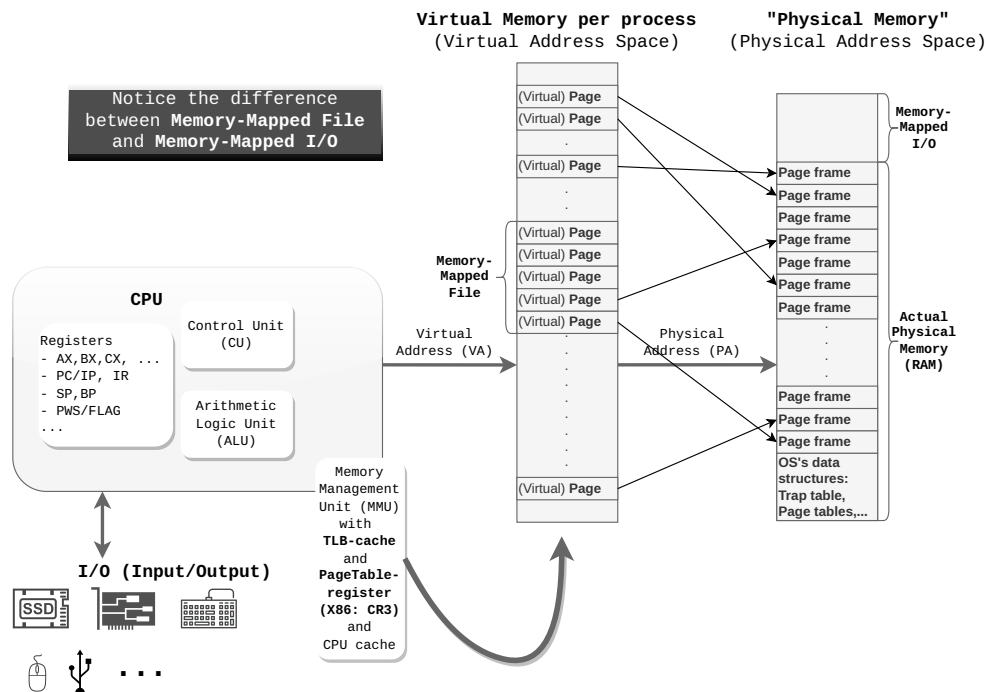 Virtual Memory per process
(Virtual Address Space)
"Physical Memory"
(Physical Address Space)
Notice the difference
between Memory-Mapped File
and Memory-Mapped I/O
(Virtual) Page
(Virtual) Page
.
(Virtual) Page
.
.
(Virtual) Page
(Virtual) Page
(Virtual) Page
(Virtual) Page
(Virtual) Page
.
.
.
.
.
.
.
.
.
(Virtual) Page
Memory-
Mapped
File
Memory-
Mapped
I/O
Page frame
Page frame
Page frame
Page frame
Page frame
Page frame
Page frame
.
.
.
.
Page frame
Page frame
Page frame
OS's data
structures:
Trap table,
Page tables,...
Actual
Physical
Memory
(RAM)
CPU
Registers
- AX,BX,CX, ...
- PC/IP, IR
- SP,BP
- PWS/FLAG
...
Control Unit
(CU)
Arithmetic
Logic Unit
(ALU)
Virtual
Address (VA)
Physical
Address (PA)
Memory
Management
Unit (MMU)
with
TLB-cache
and
PageTable-
register
(X86: CR3)
and
CPU cache
I/O (Input/Output)
SSD
...